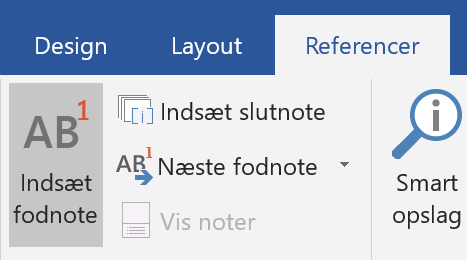 Design Layout Referencer
AB1
Indsæt
fodnote
Indsæt slutnote
AB1 Næste fodnote
Vis noter
Smart
opslag